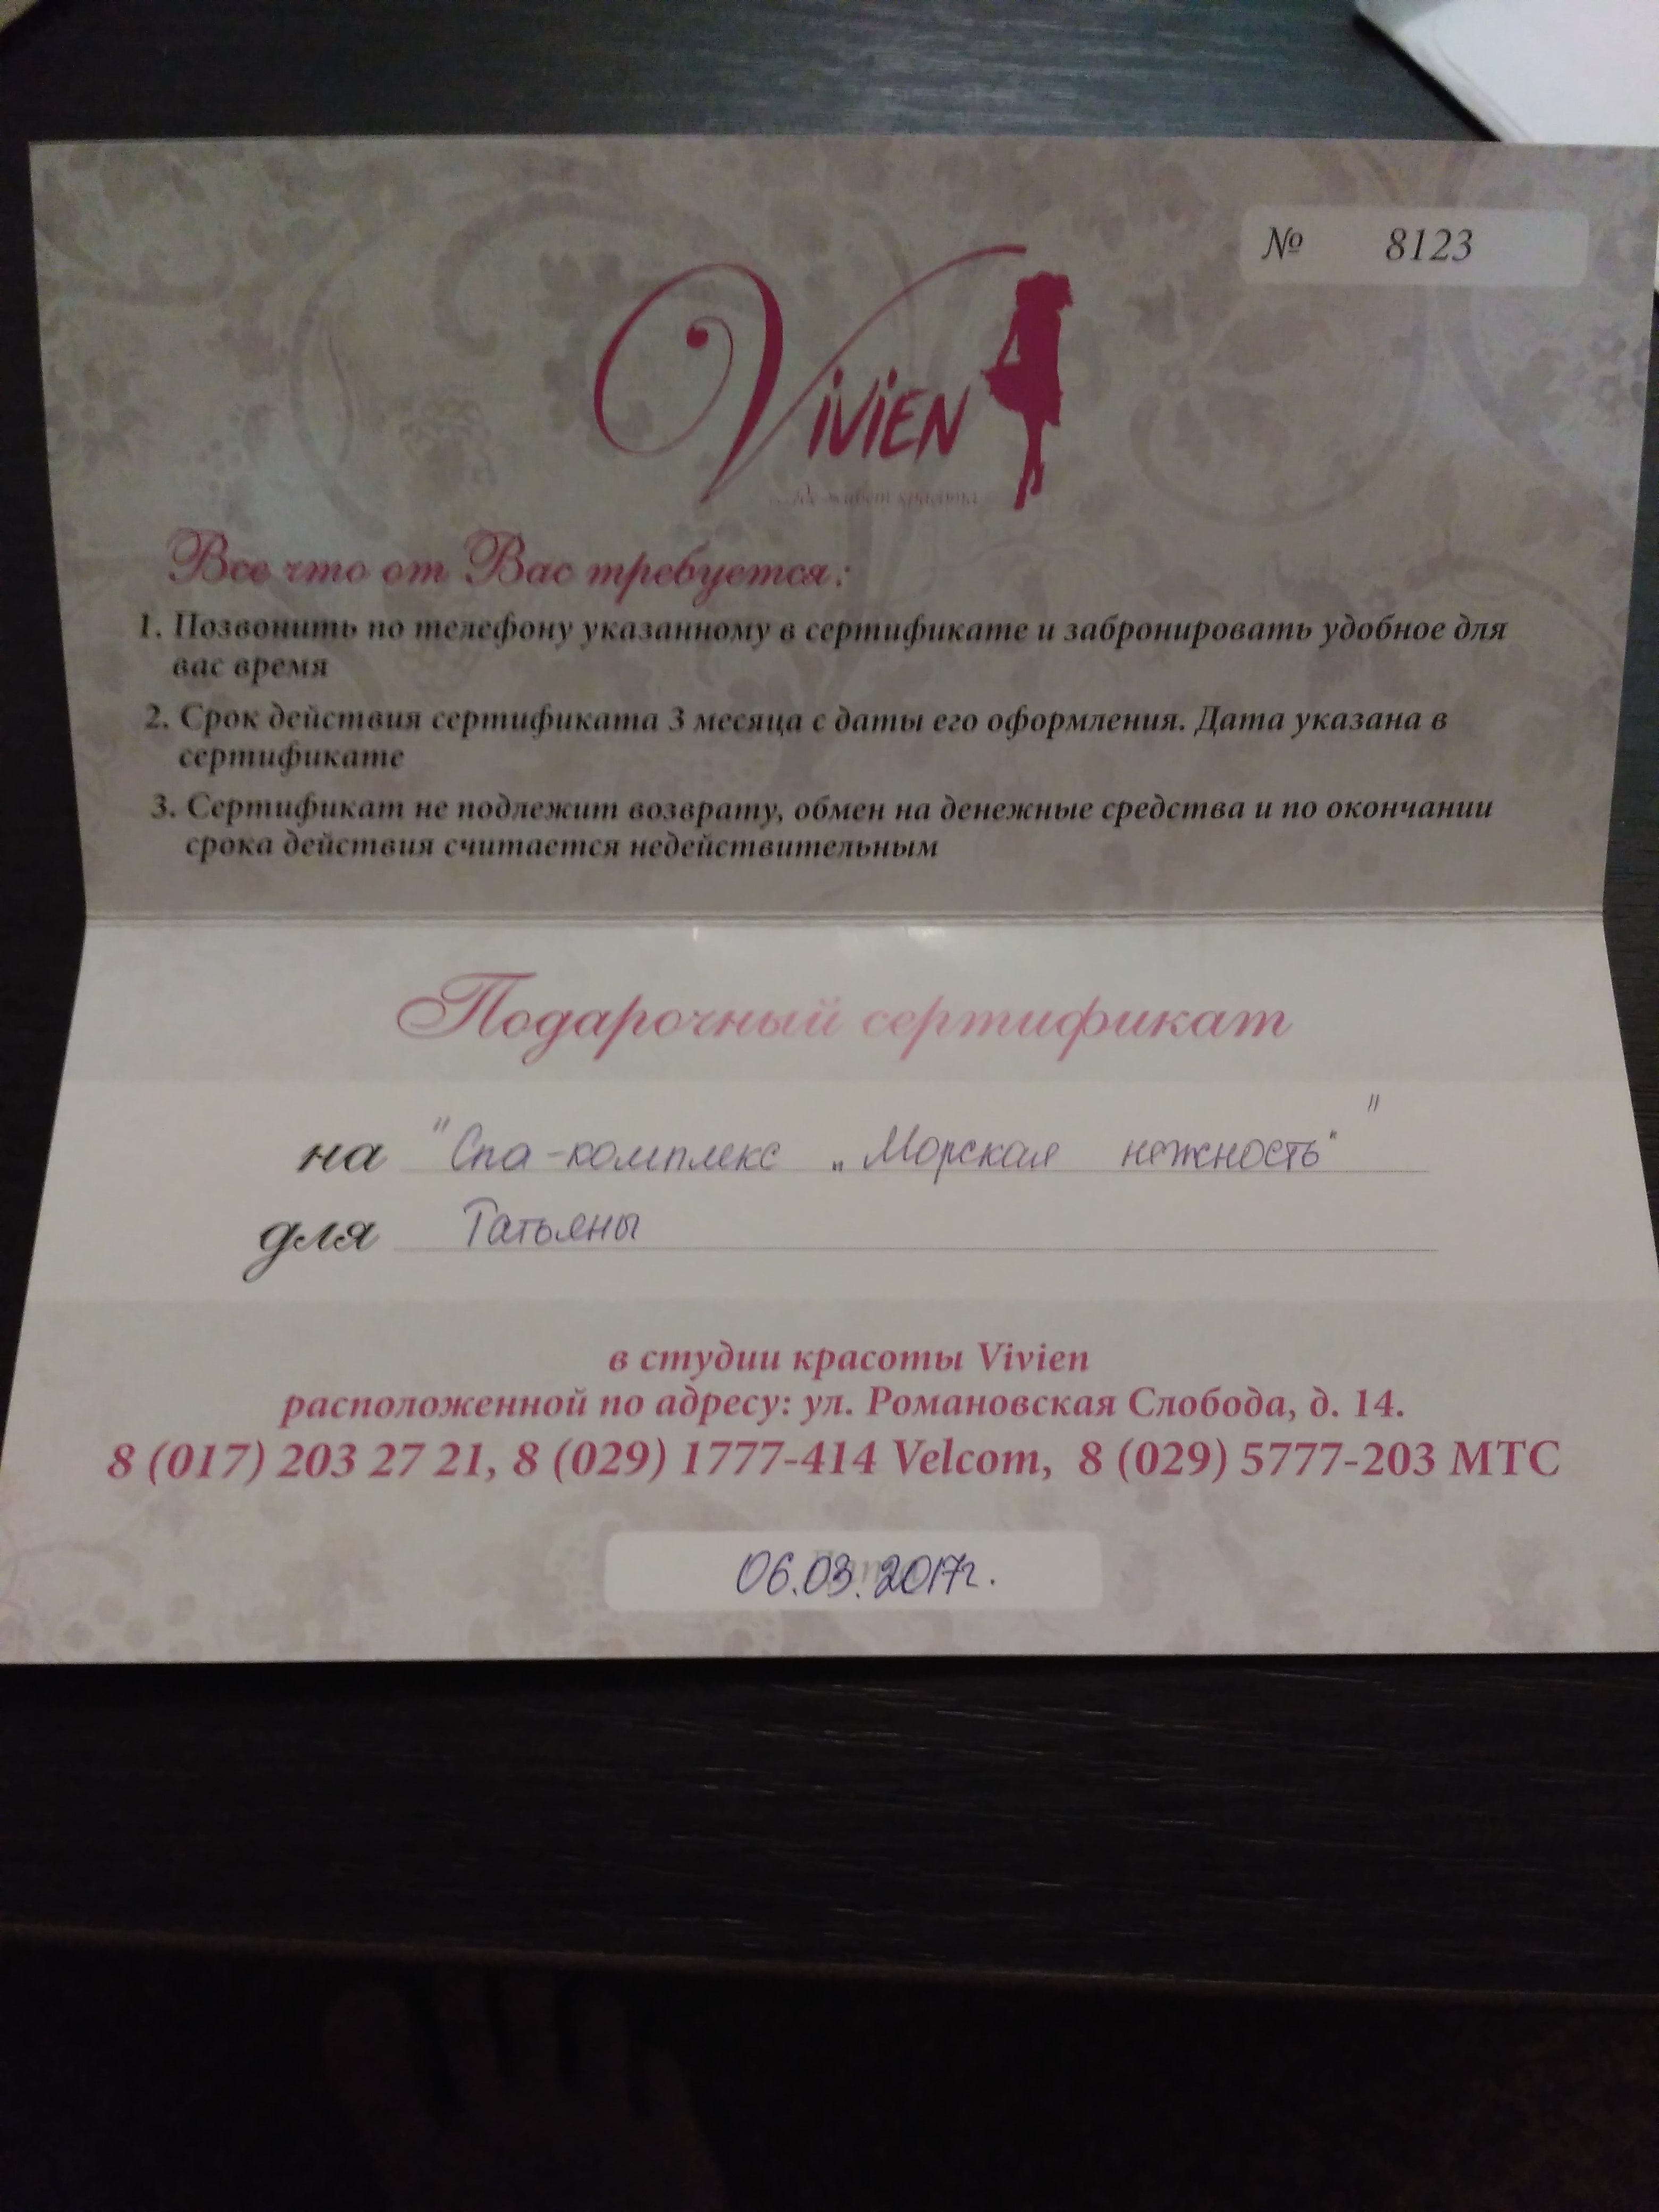 № 8123
Vivien
Все что от Вас требуется:
1. Позвонить по телефону указанному в сертификате и забронировать удобное для
вас время
2. Срок действия сертификата 3 месяца с даты его оформления. Дата указана в
сертификате
3. Сертификат не подлежит возврату, обмен на денежные средства и по окончании
срока действия считается недействительным
Подарочный сертификат
на "Спа-комплекс „Морская нежность""
для Татьяны
в студии красоты Vivien
расположенной по адресу: ул. Романовская Слобода, д. 14.
8 (017) 203 27 21, 8 (029) 1777-414 Velcom, 8 (029) 5777-203 МТС
06.03.2017г.